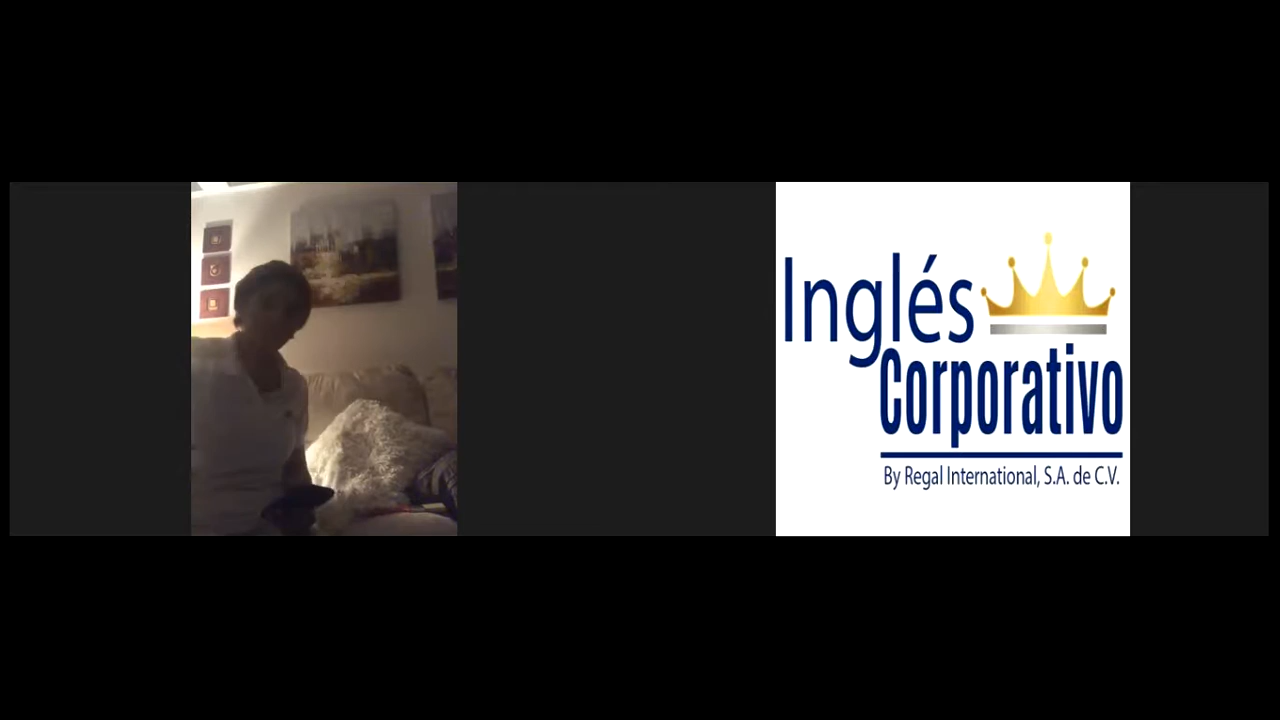 Inglés
Corporativo
By Regal International, S.A. de C.V.